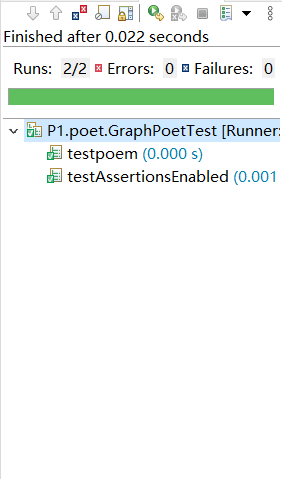 Finished after 0.022 seconds
Runs: 2/2 Errors: 0 Failures: 0
P1.poet.GraphPoetTest [Runner:
testpoem (0.000 s)
testAssertionsEnabled (0.001